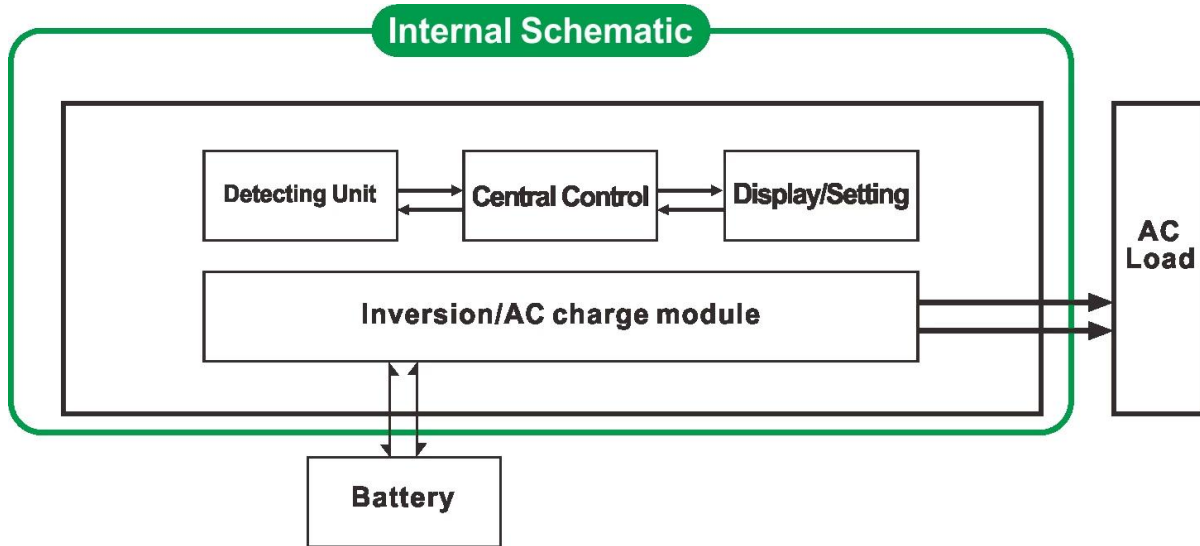 Internal Schematic
Detecting Unit
Central Control
Display/Setting
AC
Load
Inversion/AC charge module
Battery